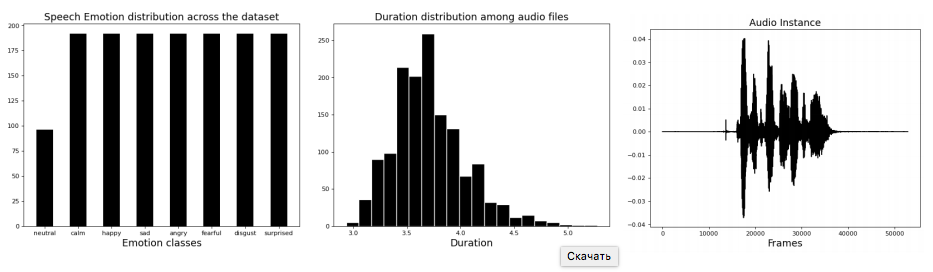 Speech Emotion distribution across the dataset
200
175
150
125
100
75
50
25
0
neutral calm happy sad angry fearful disgust surprised
Emotion classes
Duration distribution among audio files
250
200
150
100
50
0
3.0 3.5 4.0 4.5 5.0
Duration
Audio Instance
0.04
0.03
0.02
0.01
0.00
−0.01
−0.02
−0.03
−0.04
0 10000 20000 30000 40000 50000
Frames
Скачать